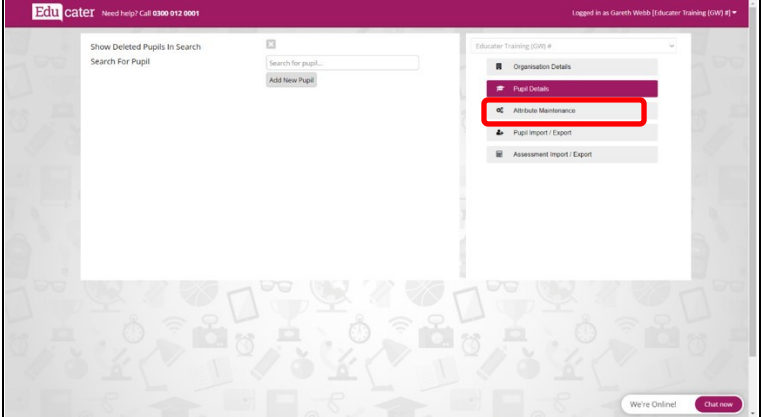 Educater Need help? Call 0300 012 0001
Logged in as Gareth Webb [Educater Training (GW) #]
Show Deleted Pupils In Search
Search For Pupil
Search for pupil...
Add New Pupil
Educater Training (GW) #
Organisation Details
Pupil Details
Attribute Maintenance
Pupil Import / Export
Assessment Import / Export
We're Online!
Chat now